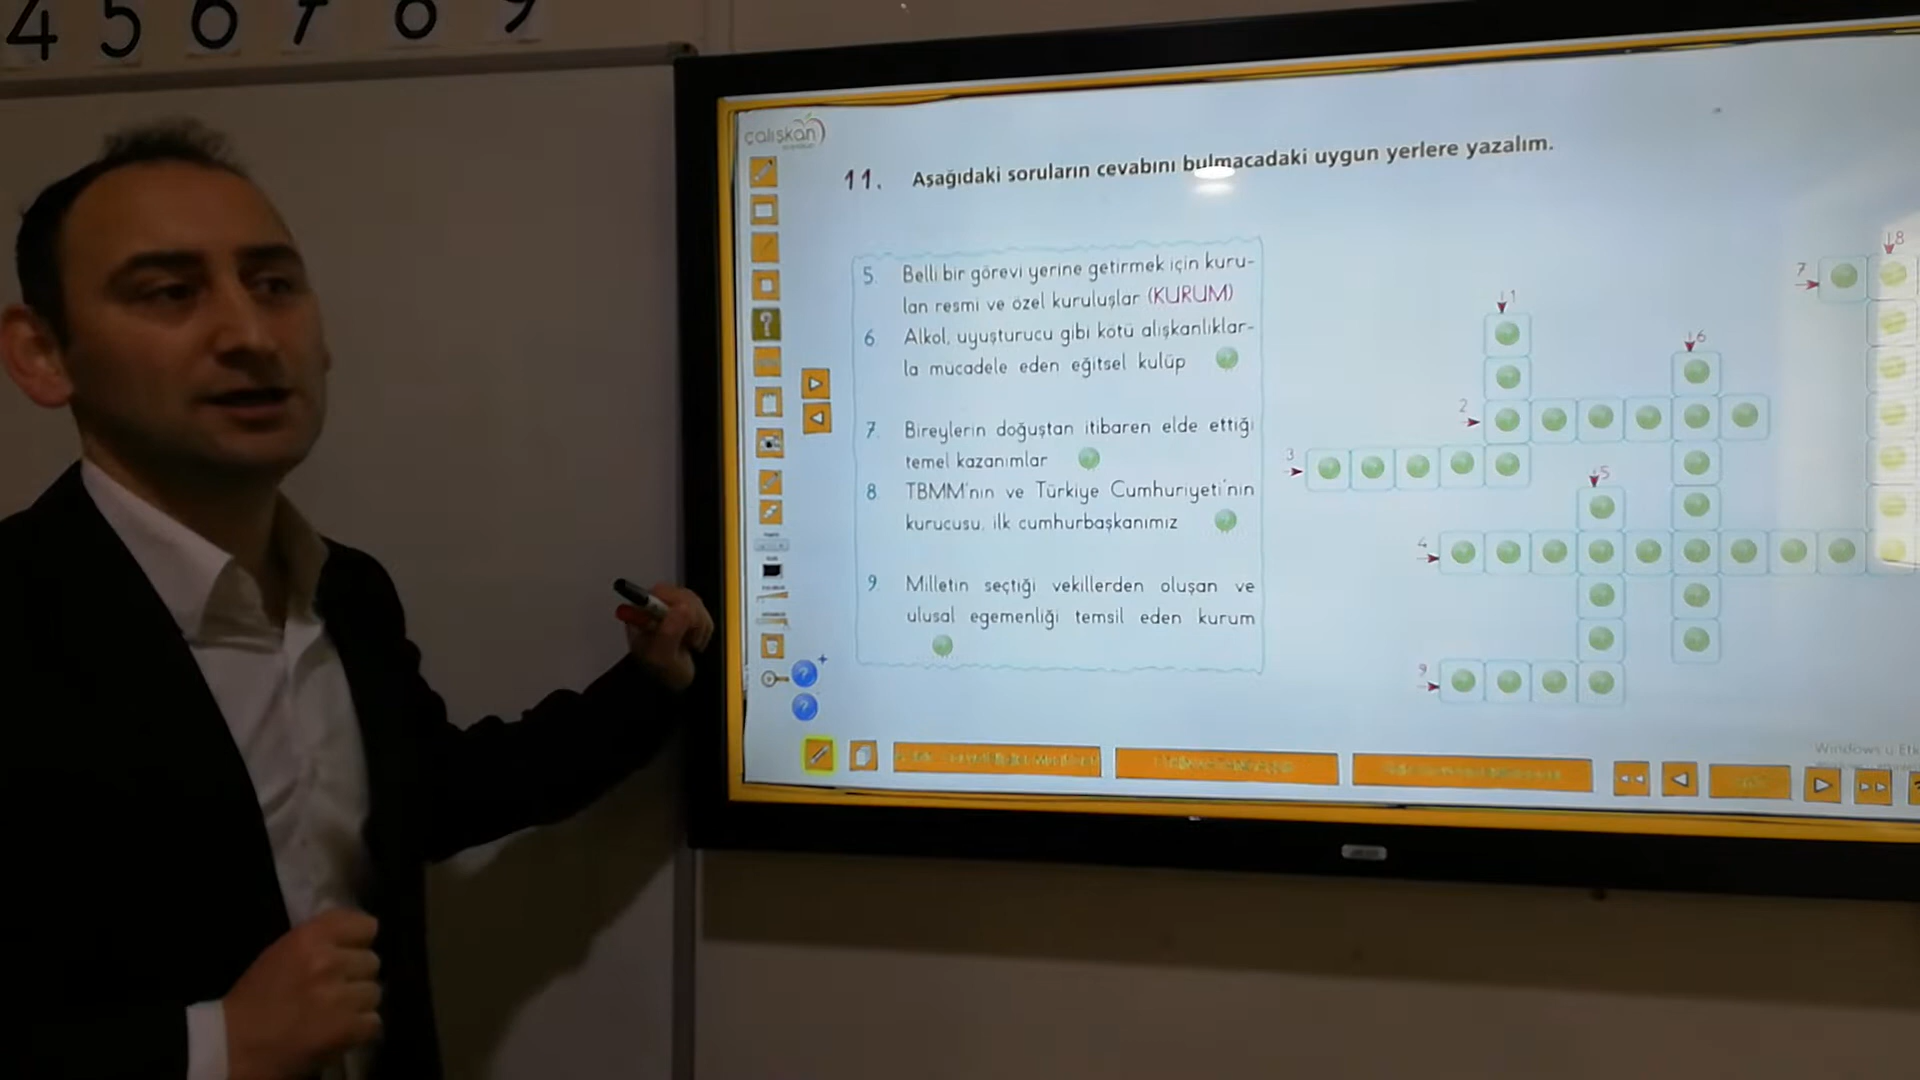 4 5 6 7 8 9
çalışkan
11. Aşağıdaki soruların cevabını bulmacadaki uygun yerlere yazalım.
5. Belli bir görevi yerine getirmek için kuru-
lan resmi ve özel kuruluşlar (KURUM)
6. Alkol, uyuşturucu gibi kötü alışkanlıklar-
la mücadele eden eğitsel kulüp
7. Bireylerin doğuştan itibaren elde ettiği
temel kazanımlar
8. TBMM'nin ve Türkiye Cumhuriyeti'nin
kurucusu, ilk cumhurbaşkanımız
9. Milletin seçtiği vekillerden oluşan ve
ulusal egemenliği temsil eden kurum
8
7
1
6
2
3
5
4
9
Windows'u Etk